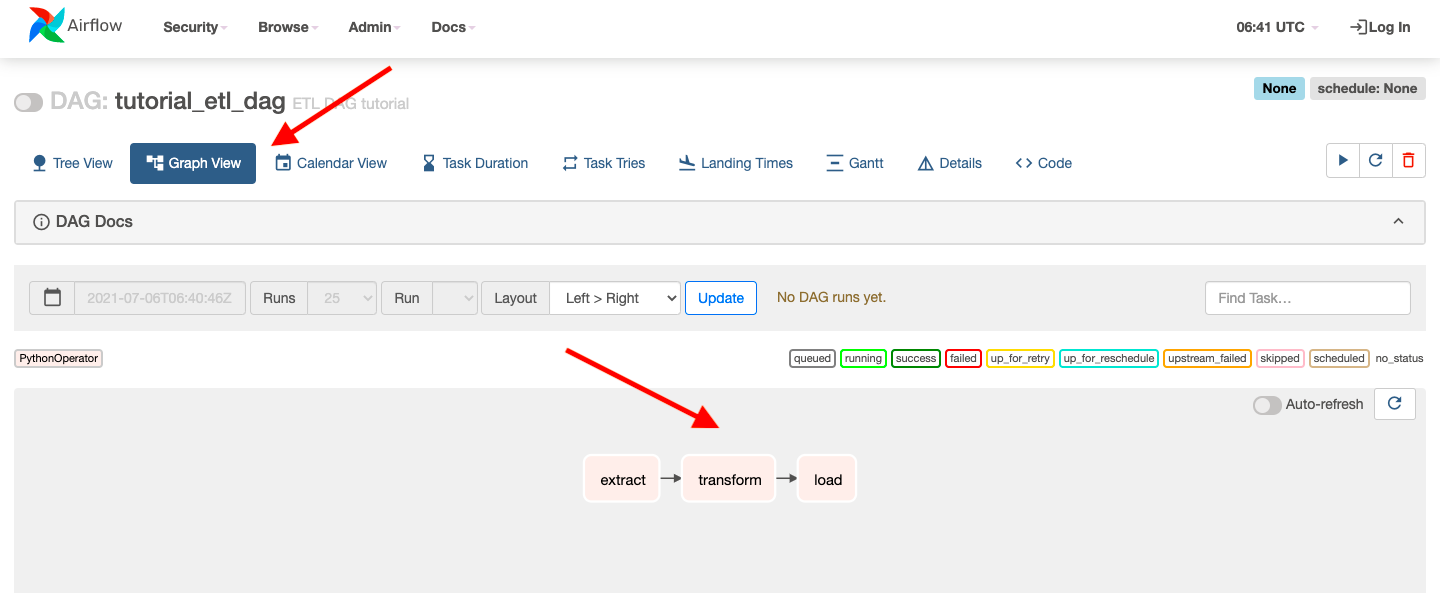 Airflow Security Browse Admin Docs 06:41 UTC Log In
None schedule: None
DAG: tutorial_etl_dag ETL DAG tutorial
Tree View Graph View Calendar View Task Duration Task Tries Landing Times Gantt Details Code
DAG Docs
2021-07-06T06:40:46Z Runs 25 Run Layout Left > Right Update No DAG runs yet. Find Task...
PythonOperator queued running success failed up_for_retry up_for_reschedule upstream_failed skipped scheduled no_status
Auto-refresh
extract transform load